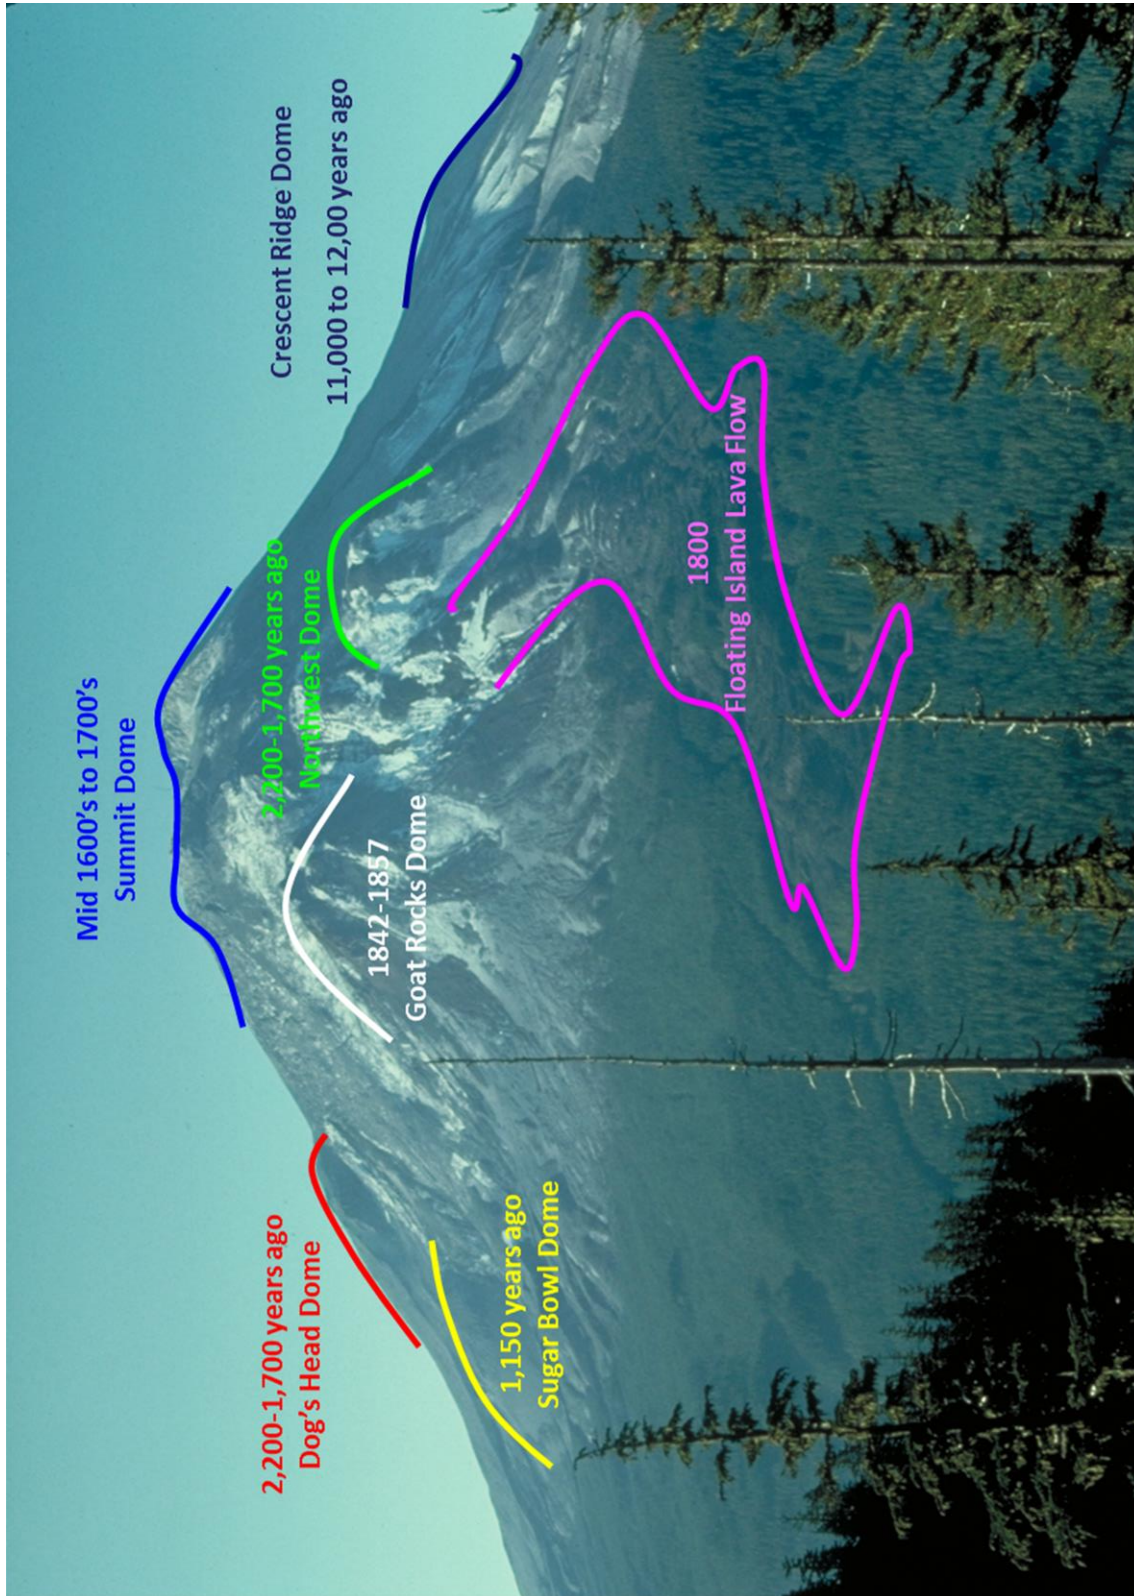 Mid 1600's to 1700's
Summit Dome
2,200-1,700 years ago
Dog's Head Dome
2,200-1,700 years ago
Northwest Dome
Crescent Ridge Dome
11,000 to 12,00 years ago
1842-1857
Goat Rocks Dome
1,150 years ago
Sugar Bowl Dome
1800
Floating Island Lava Flow